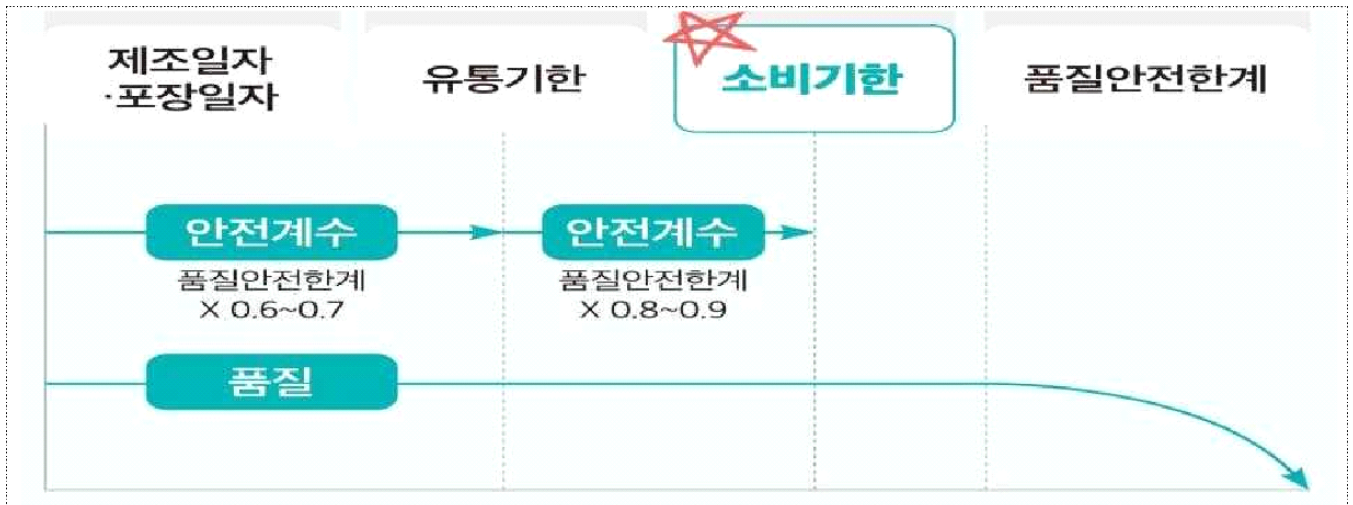 제조일자
·포장일자
유통기한
소비기한
품질안전한계
안전계수
안전계수
품질안전한계
X 0.6~0.7
품질안전한계
X 0.8~0.9
품질